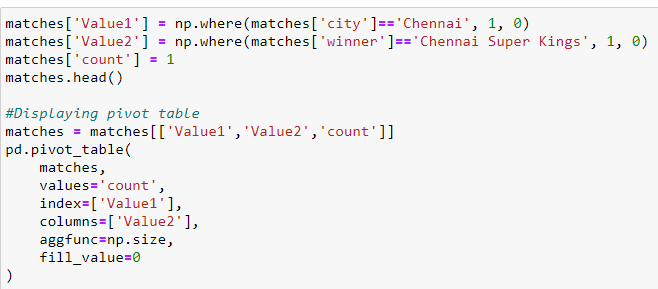 matches['Value1'] = np.where(matches['city']=='Chennai', 1, 0)
matches['Value2'] = np.where(matches['winner']=='Chennai Super Kings', 1, 0)
matches['count'] = 1
matches.head()
#Displaying pivot table
matches = matches[['Value1','Value2','count']]
pd.pivot_table(
    matches,
    values='count',
    index=['Value1'],
    columns=['Value2'],
    aggfunc=np.size,
    fill_value=0
)